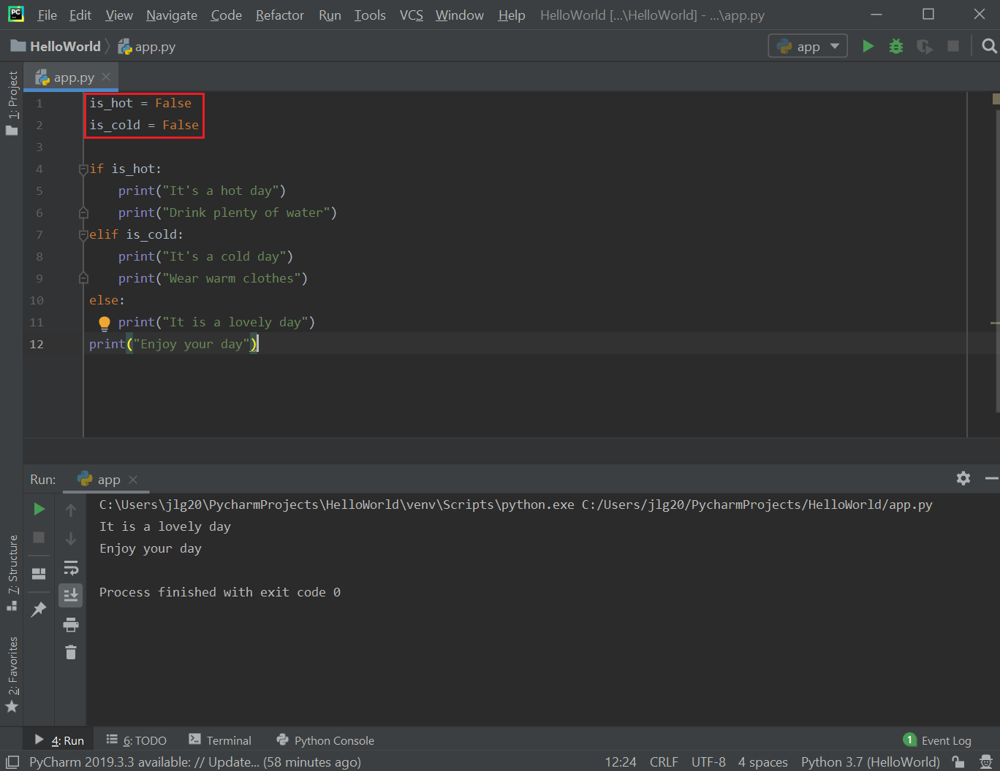 PC File Edit View Navigate Code Refactor Run Tools VCS Window Help HelloWorld [...\HelloWorld] - ...\app.py
HelloWorld app.py app
1: Project
app.py
1 is_hot = False
2 is_cold = False
3
4 if is_hot:
5 print("It's a hot day")
6 print("Drink plenty of water")
7 elif is_cold:
8 print("It's a cold day")
9 print("Wear warm clothes")
10 else:
11 print("It is a lovely day")
12 print("Enjoy your day")
Run: app
C:\Users\jlg20\PycharmProjects\HelloWorld\venv\Scripts\python.exe C:/Users/jlg20/PycharmProjects/HelloWorld/app.py
It is a lovely day
Enjoy your day
Process finished with exit code 0
7: Structure
2: Favorites
4: Run 6: TODO Terminal Python Console 1 Event Log
PyCharm 2019.3.3 available: // Update... (58 minutes ago) 12:24 CRLF UTF-8 4 spaces Python 3.7 (HelloWorld)